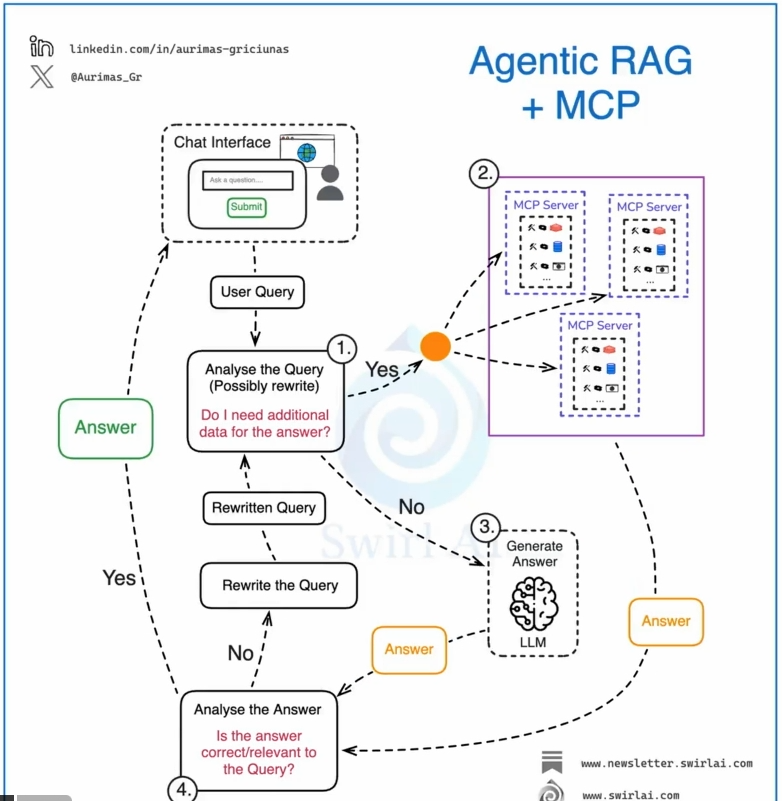 linkedin.com/in/aurimas-griciunas
@Aurimas_Gr
Agentic RAG
+ MCP
Chat Interface
Ask a question....
Submit
User Query
1.
Analyse the Query
(Possibly rewrite)
Do I need additional
data for the answer?
Yes
2.
MCP Server
...
MCP Server
...
MCP Server
...
Answer
Rewritten Query
No
3.
Generate
Answer
LLM
Swirl AI
Yes
Rewrite the Query
Answer
Answer
No
Analyse the Answer
Is the answer
correct/relevant to
the Query?
4.
www.newsletter.swirlai.com
www.swirlai.com